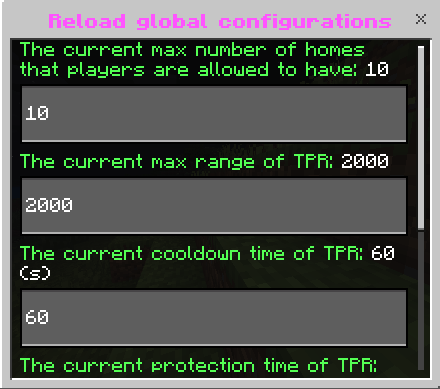 Reload global configurations
The current max number of homes
that players are allowed to have: 10
10
The current max range of TPR: 2000
2000
The current cooldown time of TPR: 60
(s)
60
The current protection time of TPR: